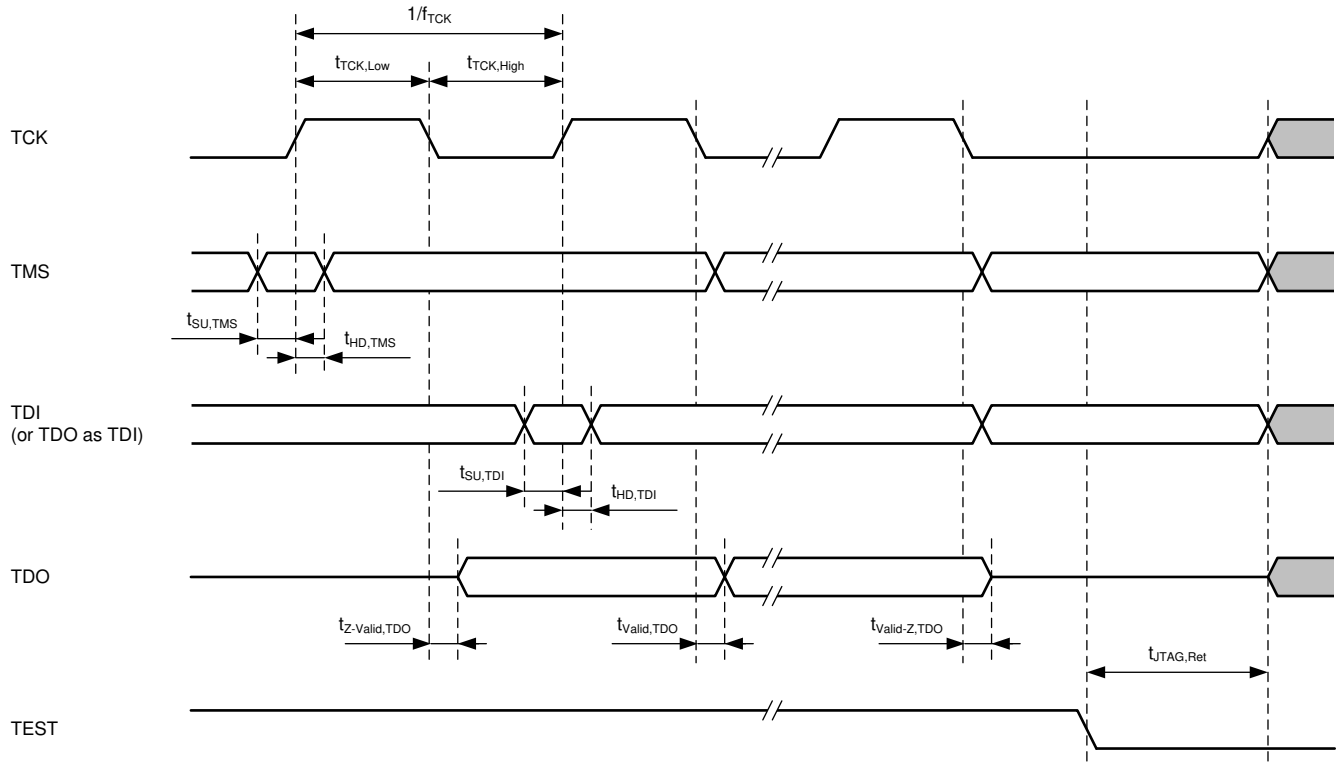 1/fTCK
tTCK,Low
tTCK,High
TCK
TMS
tSU,TMS
tHD,TMS
TDI
(or TDO as TDI)
tSU,TDI
tHD,TDI
TDO
tZ-Valid,TDO
tValid,TDO
tValid-Z,TDO
tJTAG,Ret
TEST